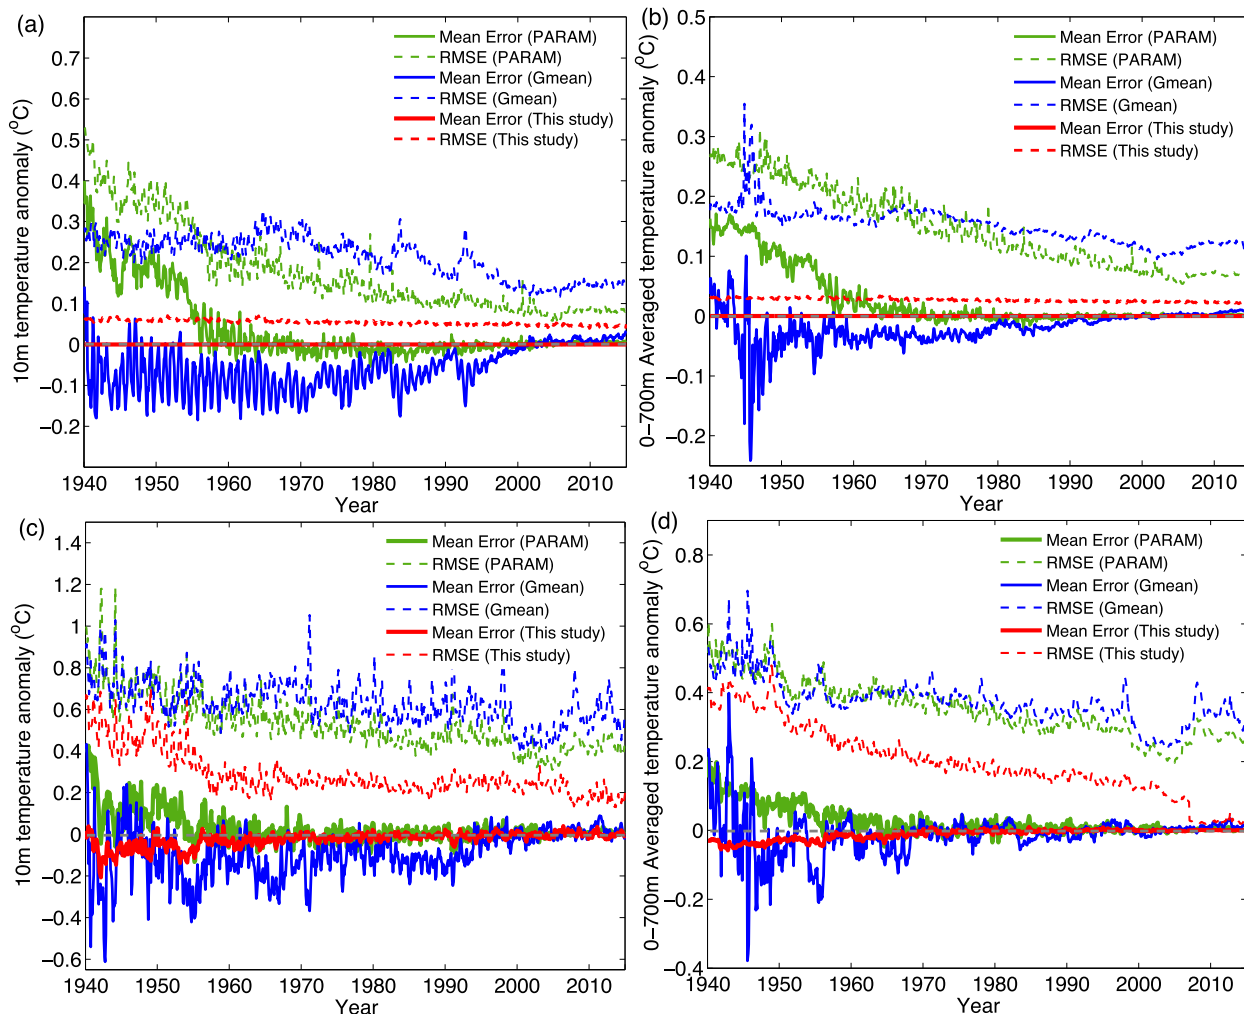 (a)
Mean Error (PARAM)
RMSE (PARAM)
Mean Error (Gmean)
RMSE (Gmean)
Mean Error (This study)
RMSE (This study)
10m temperature anomaly (°C)
0.7
0.6
0.5
0.4
0.3
0.2
0.1
0
−0.1
−0.2
1940 1950 1960 1970 1980 1990 2000 2010
Year
(b)
Mean Error (PARAM)
RMSE (PARAM)
Mean Error (Gmean)
RMSE (Gmean)
Mean Error (This study)
RMSE (This study)
0−700m Averaged temperature anomaly (°C)
0.5
0.4
0.3
0.2
0.1
0
−0.1
−0.2
1940 1950 1960 1970 1980 1990 2000 2010
Year
(c)
Mean Error (PARAM)
RMSE (PARAM)
Mean Error (Gmean)
RMSE (Gmean)
Mean Error (This study)
RMSE (This study)
10m temperature anomaly (°C)
1.4
1.2
1
0.8
0.6
0.4
0.2
0
−0.2
−0.4
−0.6
1940 1950 1960 1970 1980 1990 2000 2010
Year
(d)
Mean Error (PARAM)
RMSE (PARAM)
Mean Error (Gmean)
RMSE (Gmean)
Mean Error (This study)
RMSE (This study)
0−700m Averaged temperature anomaly (°C)
0.8
0.6
0.4
0.2
0
−0.2
−0.4
1940 1950 1960 1970 1980 1990 2000 2010
Year